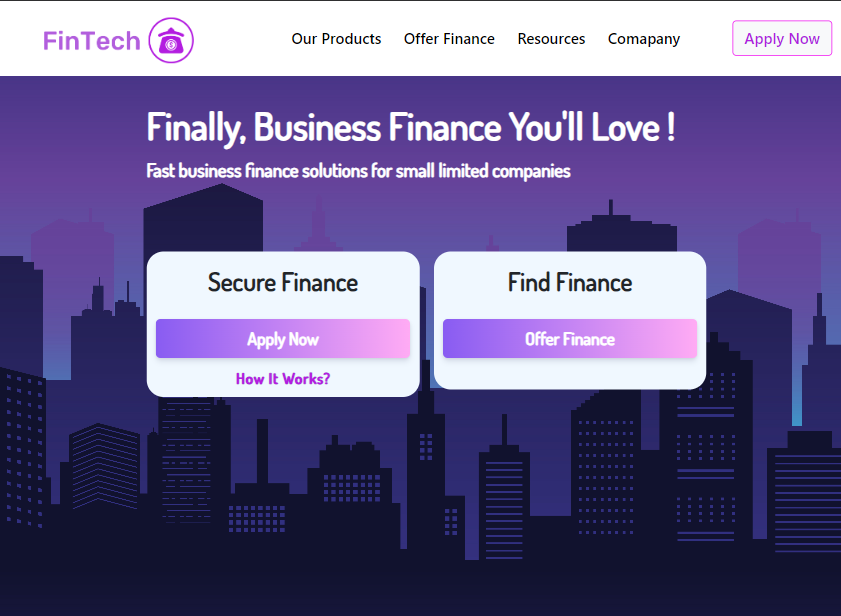 FinTech
Our Products Offer Finance Resources Comapany Apply Now
Finally, Business Finance You'll Love !
Fast business finance solutions for small limited companies
Secure Finance
Apply Now
How It Works?
Find Finance
Offer Finance